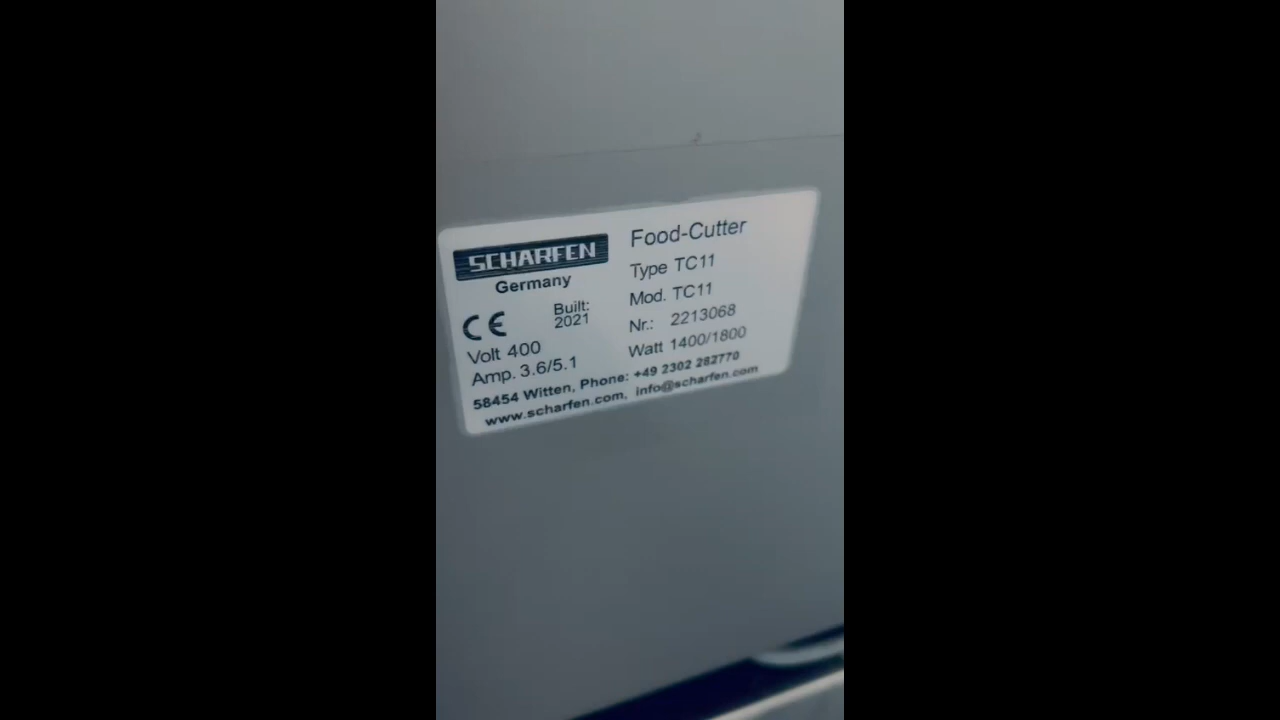 SCHARFEN
Germany
CE
Built:
2021
Volt 400
Amp. 3.6/5.1
Food-Cutter
Type TC11
Mod. TC11
Nr.: 2213068
Watt 1400/1800
58454 Witten, Phone: +49 2302 282770
www.scharfen.com, info@scharfen.com